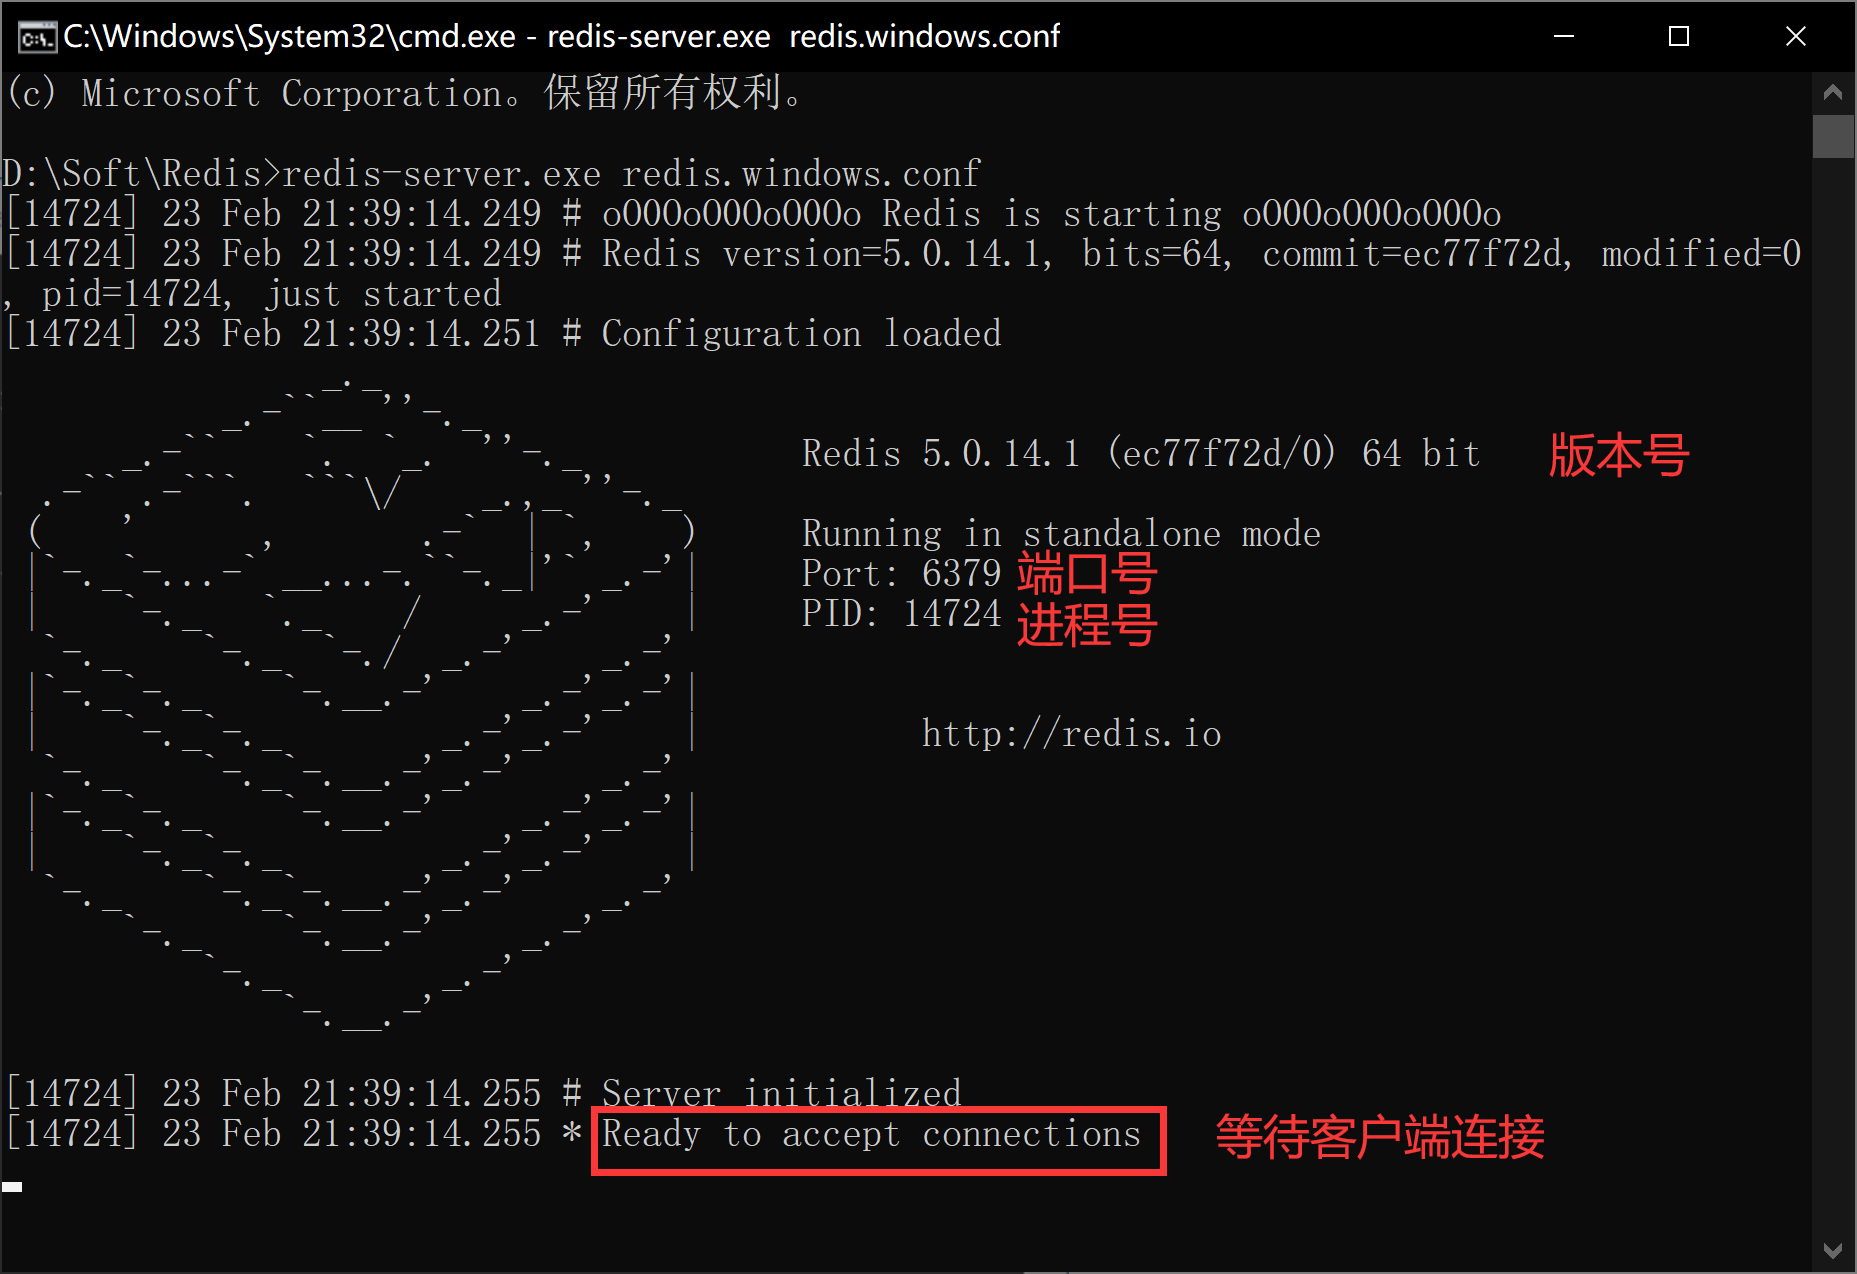 C:\Windows\System32\cmd.exe - redis-server.exe  redis.windows.conf
(c) Microsoft Corporation。保留所有权利。
D:\Soft\Redis>redis-server.exe redis.windows.conf
[14724] 23 Feb 21:39:14.249 # oO0OoO0OoO0Oo Redis is starting oO0OoO0OoO0Oo
[14724] 23 Feb 21:39:14.249 # Redis version=5.0.14.1, bits=64, commit=ec77f72d, modified=0
, pid=14724, just started
[14724] 23 Feb 21:39:14.251 # Configuration loaded
Redis 5.0.14.1 (ec77f72d/0) 64 bit 版本号
Running in standalone mode
Port: 6379 端口号
PID: 14724 进程号
http://redis.io
[14724] 23 Feb 21:39:14.255 # Server initialized
[14724] 23 Feb 21:39:14.255 * Ready to accept connections 等待客户端连接